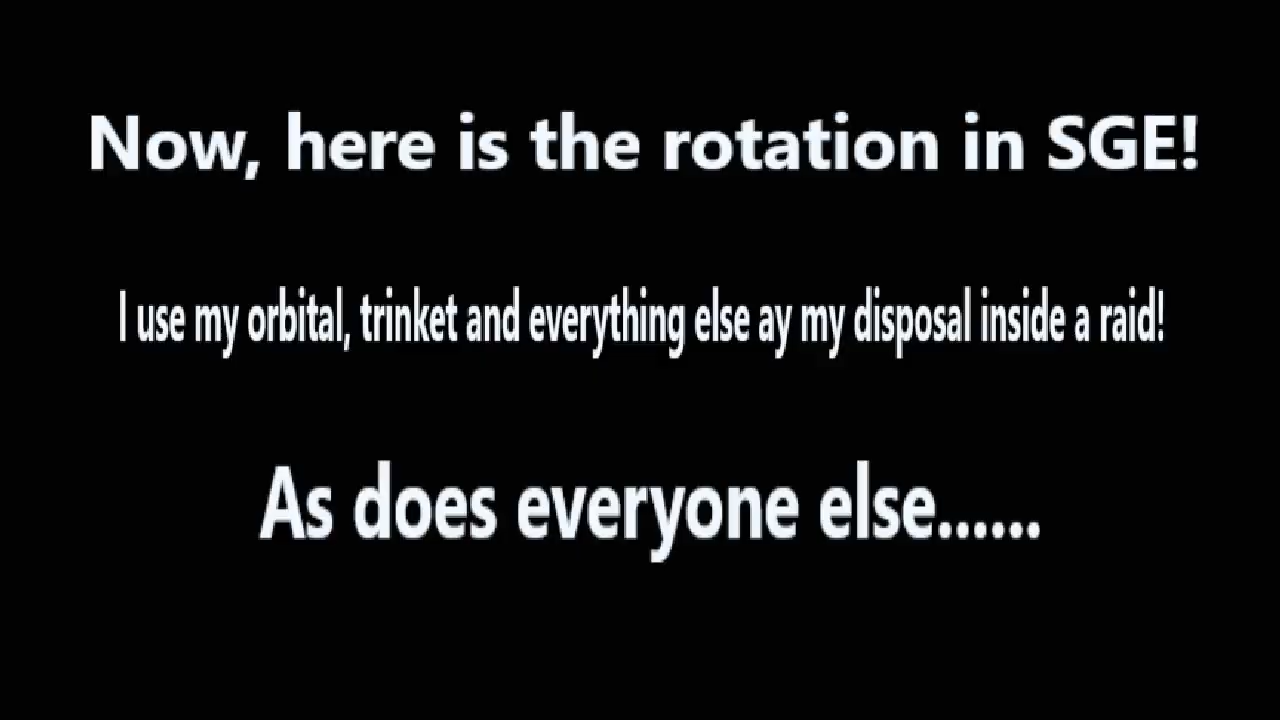 Now, here is the rotation in SGE!
I use my orbital, trinket and everything else ay my disposal inside a raid!
As does everyone else......